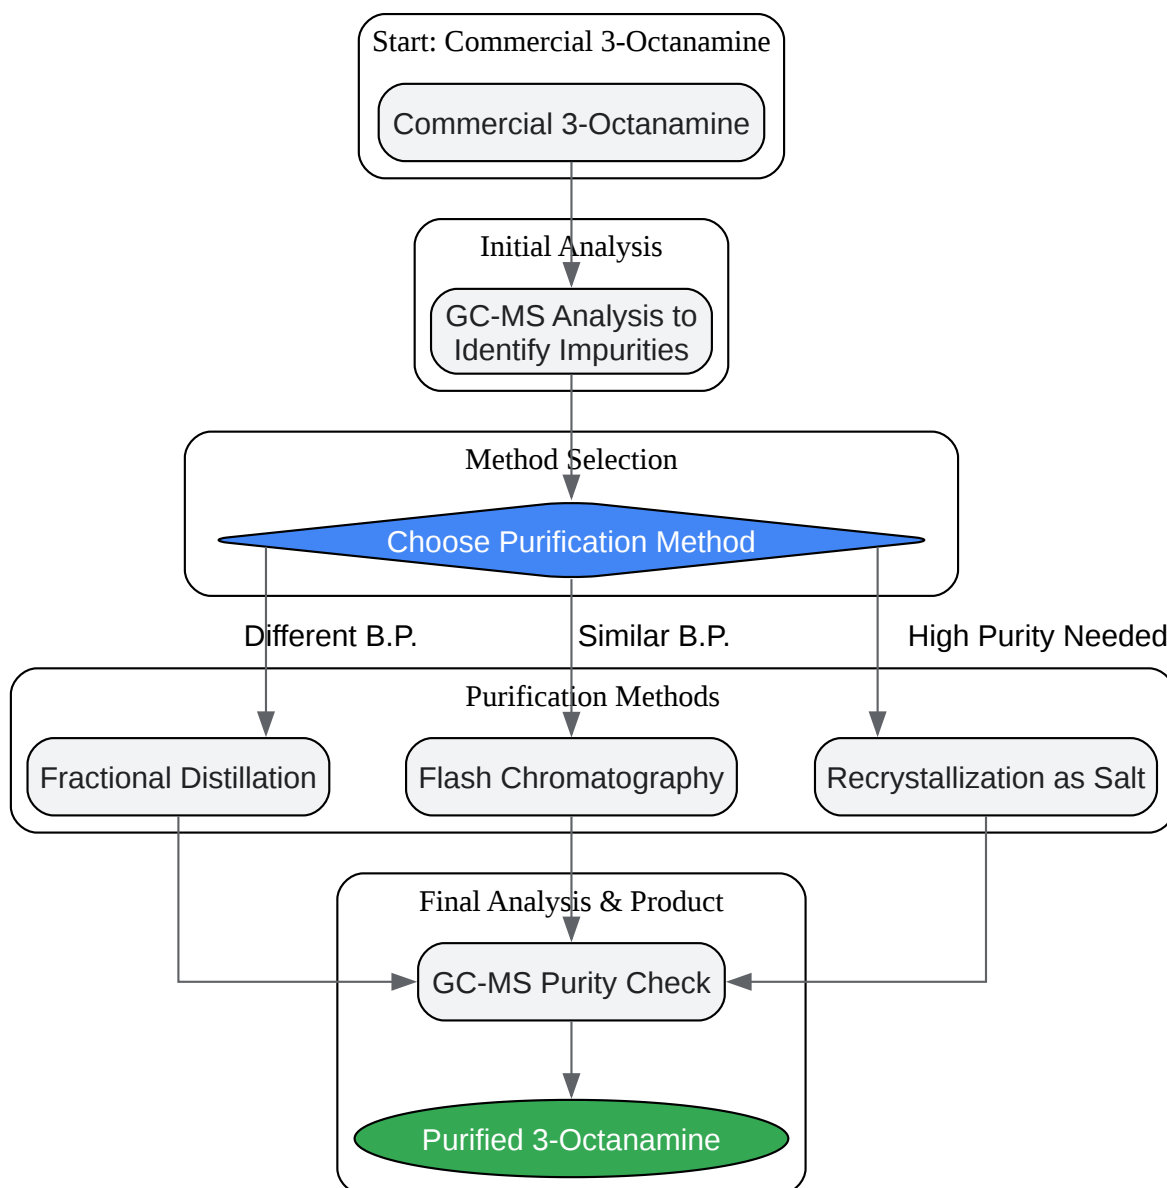 Start: Commercial 3-Octanamine
Commercial 3-Octanamine
Initial Analysis
GC-MS Analysis to
Identify Impurities
Method Selection
Choose Purification Method
Different B.P.
Similar B.P.
High Purity Needed
Purification Methods
Fractional Distillation
Flash Chromatography
Recrystallization as Salt
Final Analysis & Product
GC-MS Purity Check
Purified 3-Octanamine